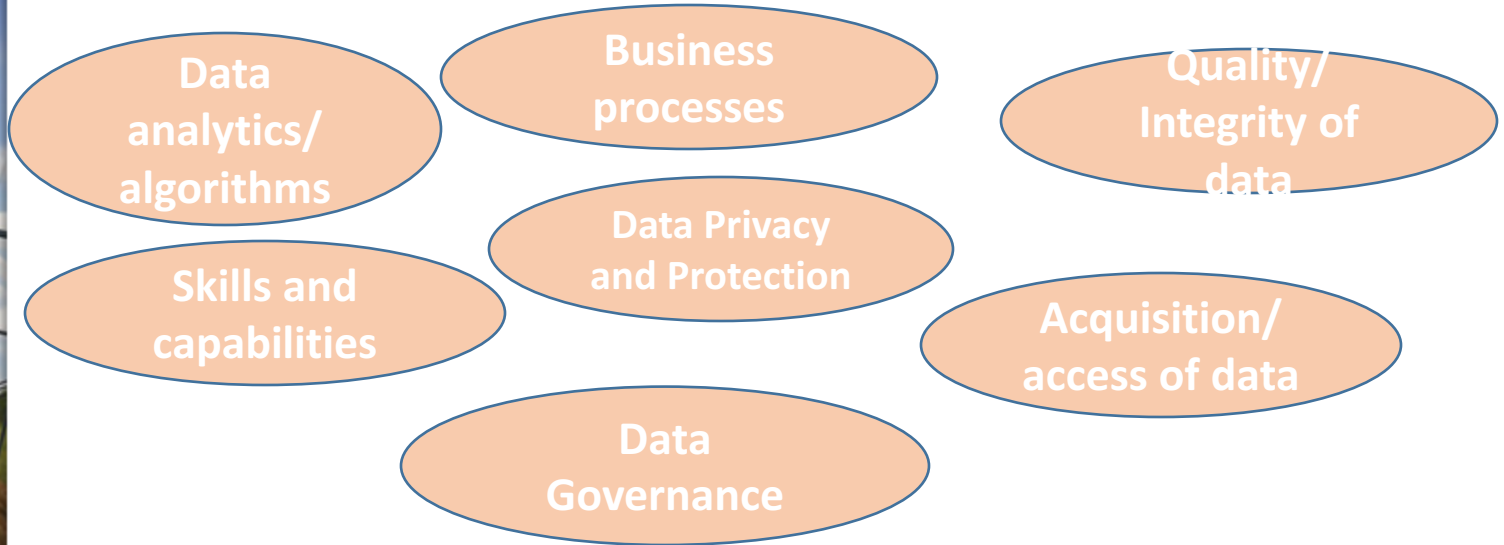 Data
analytics/
algorithms
Business
processes
Quality/
Integrity of
data
Data Privacy
and Protection
Skills and
capabilities
Acquisition/
access of data
Data
Governance